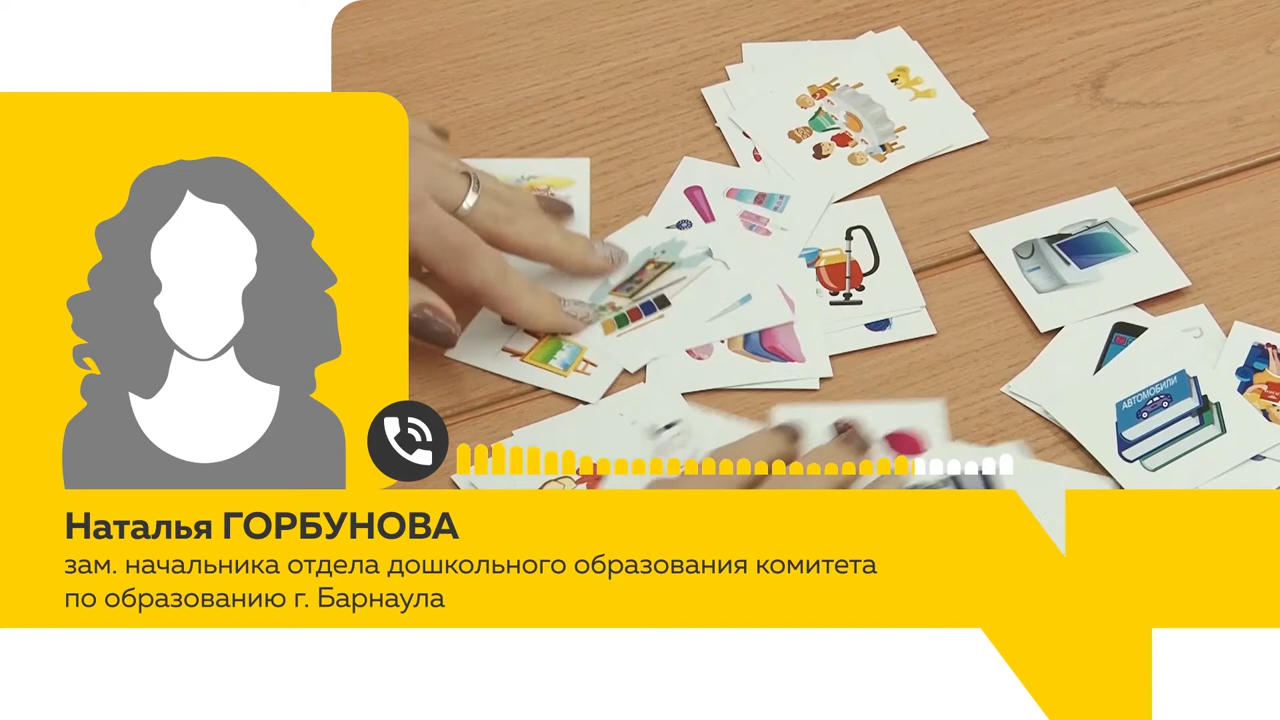 АВТОМОБИЛИ
Наталья ГОРБУНОВА
зам. начальника отдела дошкольного образования комитета
по образованию г. Барнаула